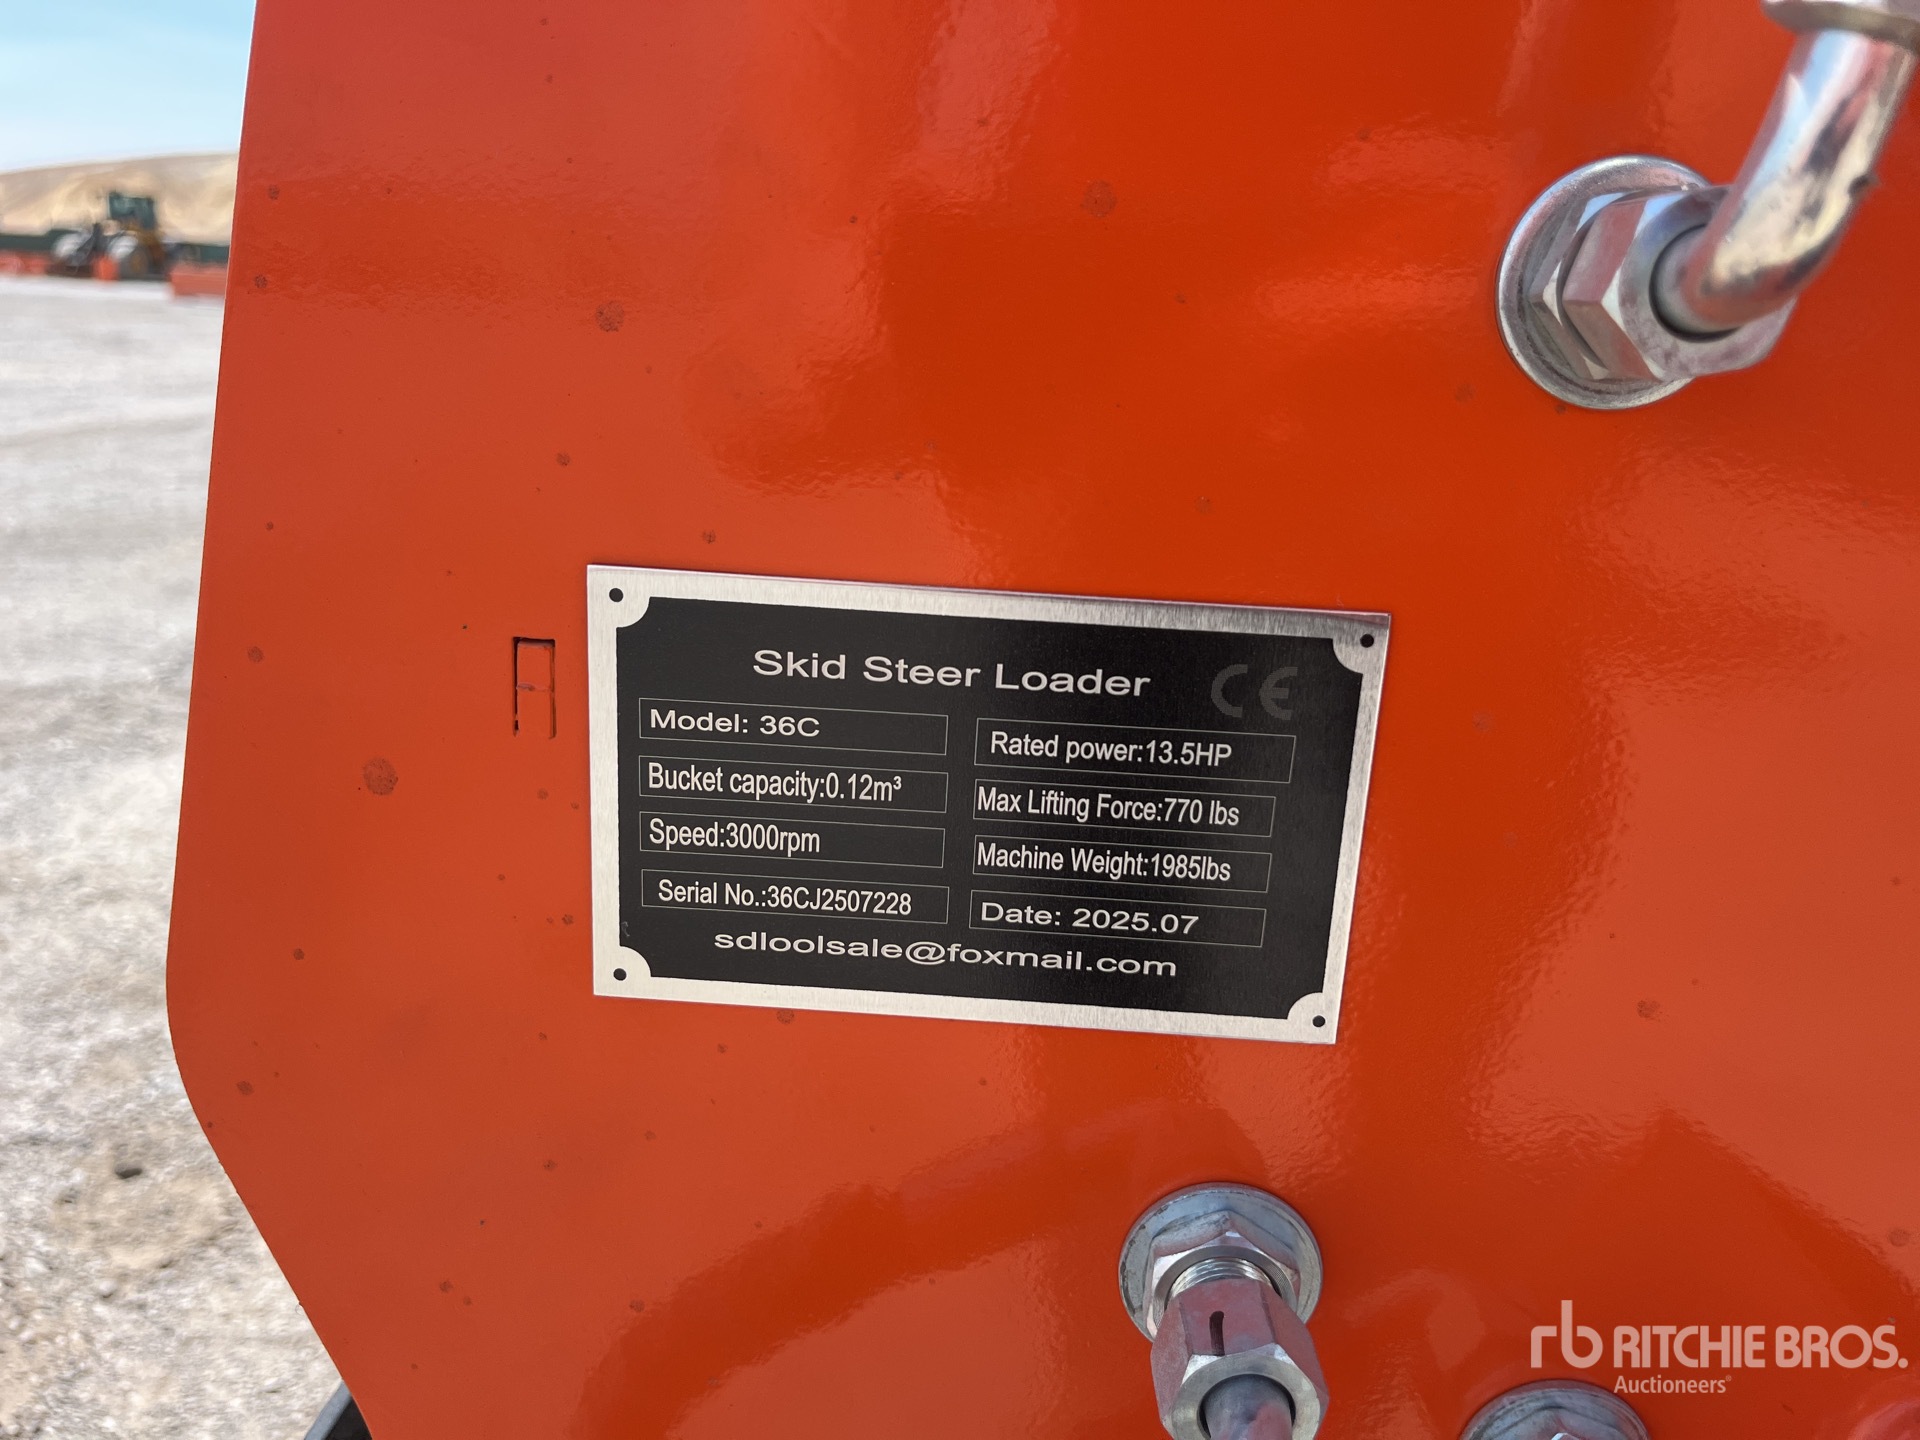 Skid Steer Loader CE
Model: 36C
Rated power:13.5HP
Bucket capacity:0.12m³
Max Lifting Force:770 lbs
Speed:3000rpm
Machine Weight:1985lbs
Serial No.:36CJ2507228
Date: 2025.07
sdloolsale@foxmail.com
rb RITCHIE BROS.
Auctioneers®